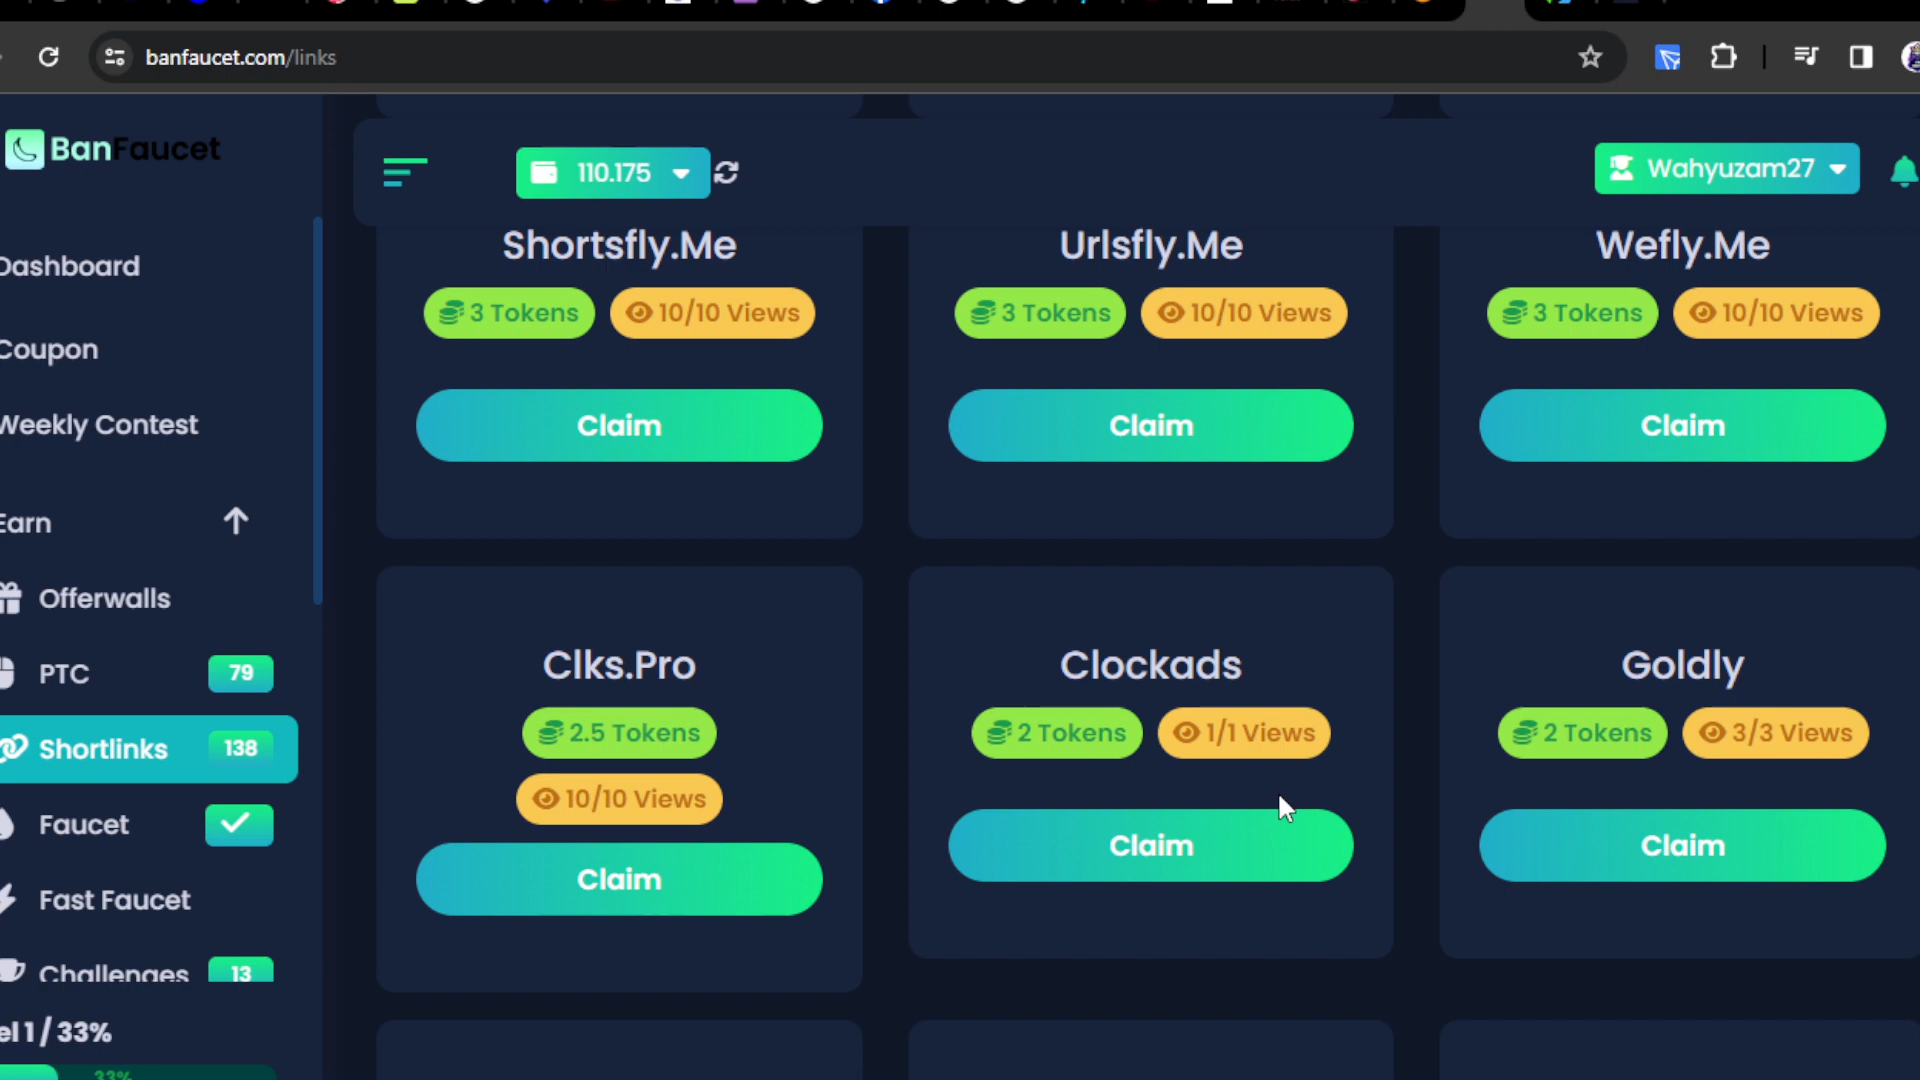 banfaucet.com/links
BanFaucet
110.175
Wahyuzam27
Dashboard
Coupon
Weekly Contest
Earn
Offerwalls
PTC 79
Shortlinks 138
Faucet
Fast Faucet
Challenges 13
el 1 / 33%
33%
Shortsfly.Me
3 Tokens 10/10 Views
Claim
Urlsfly.Me
3 Tokens 10/10 Views
Claim
Wefly.Me
3 Tokens 10/10 Views
Claim
Clks.Pro
2.5 Tokens
10/10 Views
Claim
Clockads
2 Tokens 1/1 Views
Claim
Goldly
2 Tokens 3/3 Views
Claim